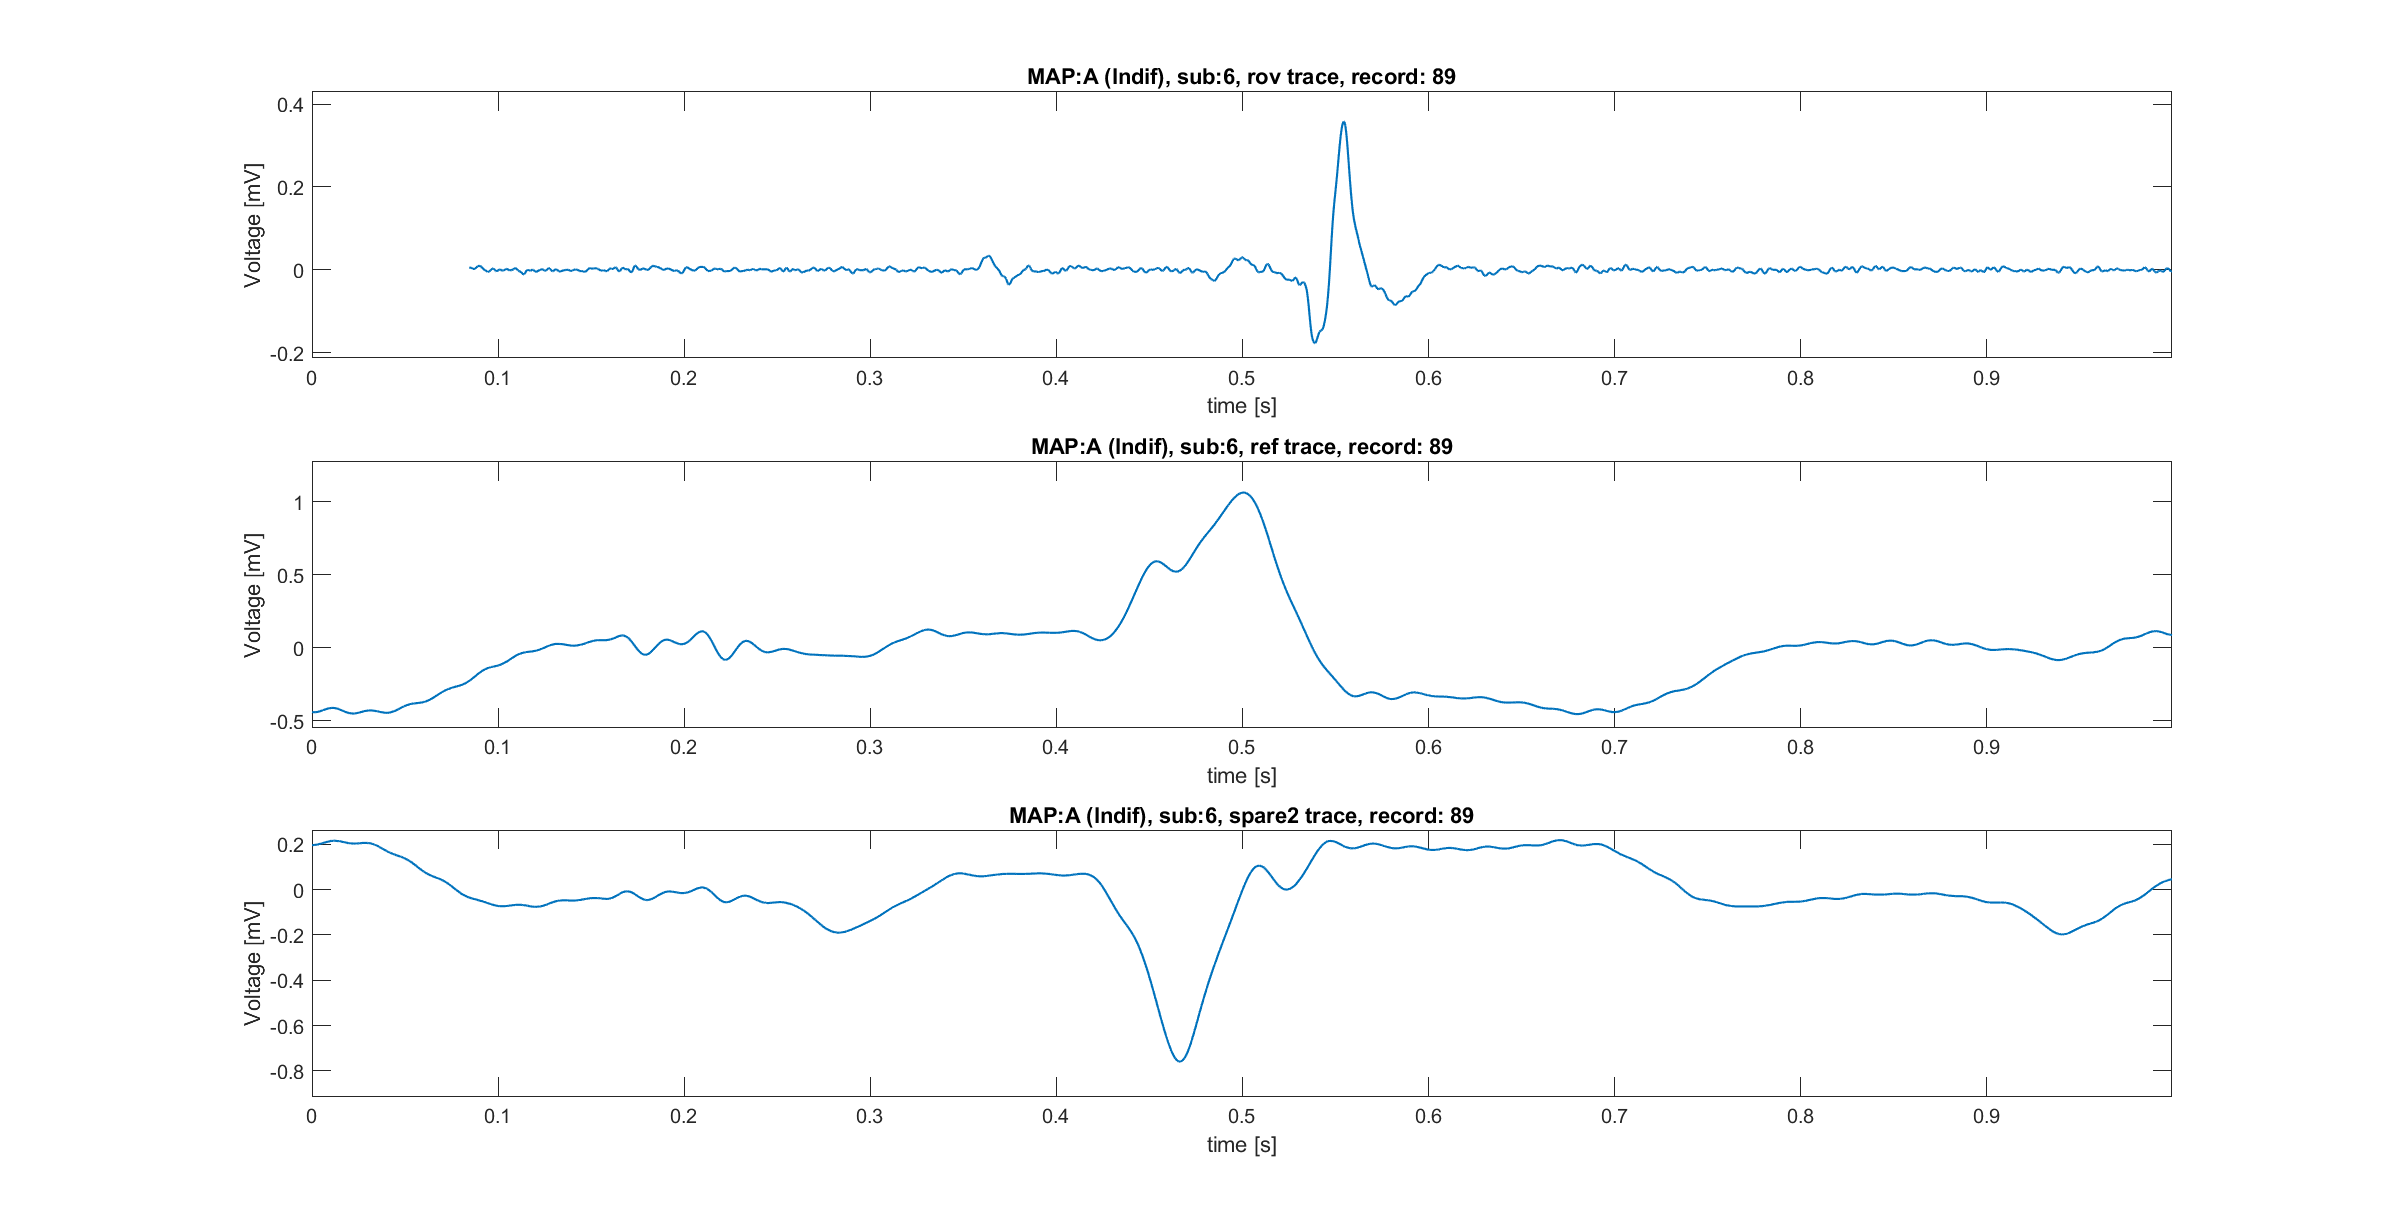 MAP:A (Indif), sub:6, rov trace, record: 89
Voltage [mV]
0.4
0.2
0
-0.2
0 0.1 0.2 0.3 0.4 0.5 0.6 0.7 0.8 0.9
time [s]
MAP:A (Indif), sub:6, ref trace, record: 89
Voltage [mV]
1
0.5
0
-0.5
0 0.1 0.2 0.3 0.4 0.5 0.6 0.7 0.8 0.9
time [s]
MAP:A (Indif), sub:6, spare2 trace, record: 89
Voltage [mV]
0.2
0
-0.2
-0.4
-0.6
-0.8
0 0.1 0.2 0.3 0.4 0.5 0.6 0.7 0.8 0.9
time [s]